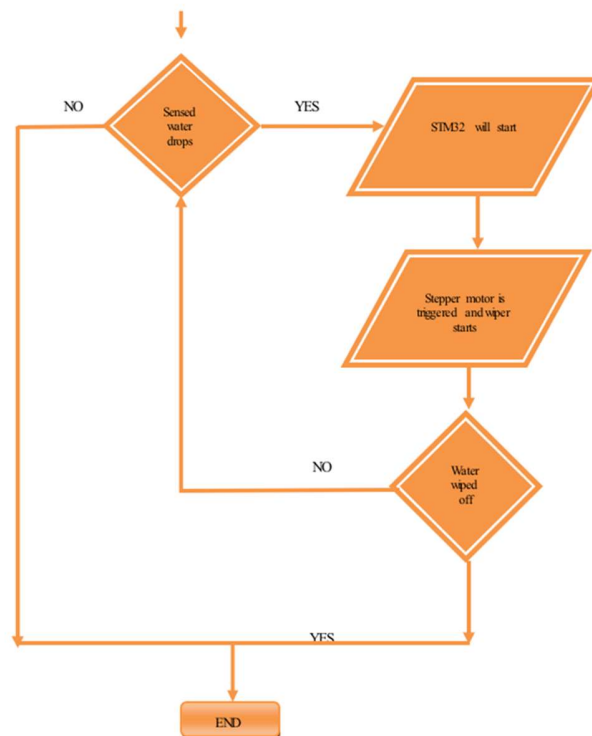 NO
Sensed
water
drops
YES
STM32 will start
Stepper motor is
triggered and wiper
starts
NO
Water
wiped
off
YES
END